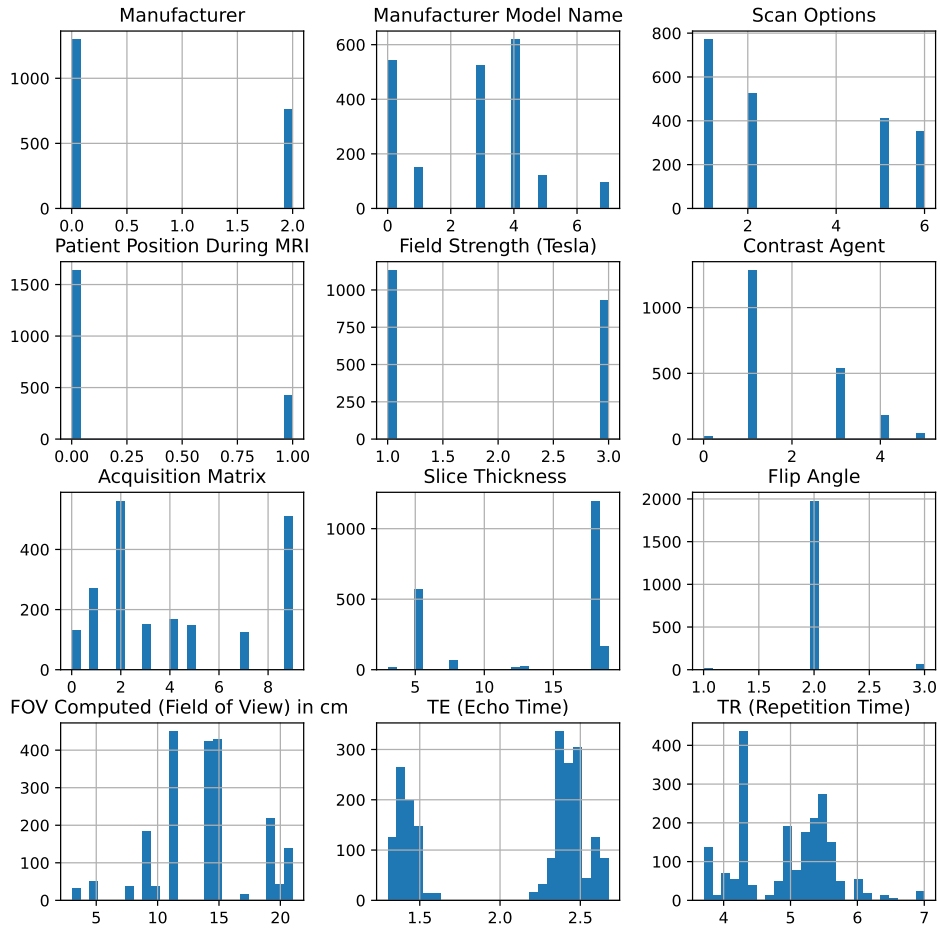 Manufacturer
Manufacturer Model Name
Scan Options
1000
500
0
0.0 0.5 1.0 1.5 2.0
600
400
200
0
0 2 4 6
800
600
400
200
0
2 4 6
Patient Position During MRI
Field Strength (Tesla)
Contrast Agent
1500
1000
500
0
0.00 0.25 0.50 0.75 1.00
1000
750
500
250
0
1.0 1.5 2.0 2.5 3.0
1000
500
0
0 2 4
Acquisition Matrix
Slice Thickness
Flip Angle
400
200
0
0 2 4 6 8
1000
500
0
5 10 15
2000
1500
1000
500
0
1.0 1.5 2.0 2.5 3.0
FOV Computed (Field of View) in cm
TE (Echo Time)
TR (Repetition Time)
400
300
200
100
0
5 10 15 20
300
200
100
0
1.5 2.0 2.5
400
300
200
100
0
4 5 6 7